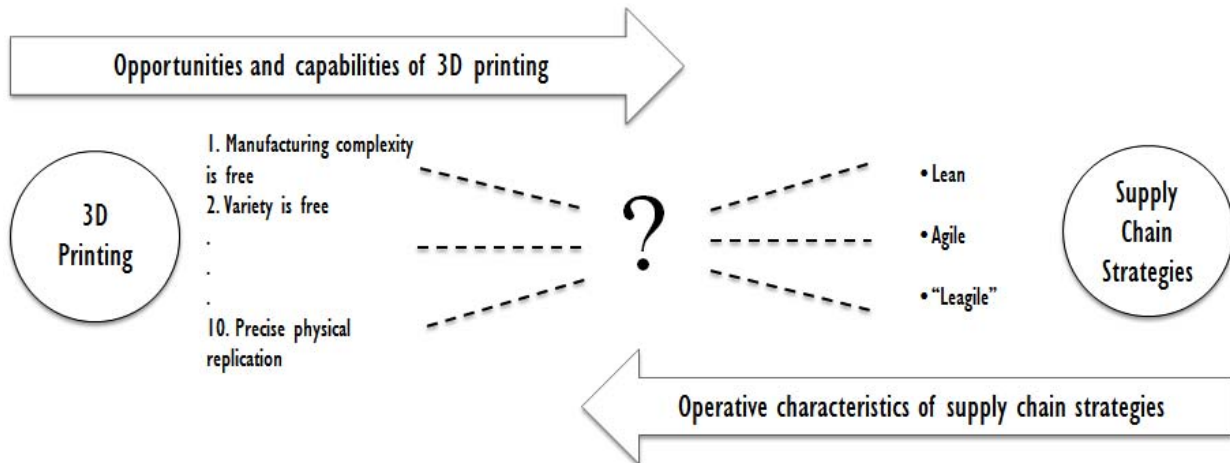 Opportunities and capabilities of 3D printing
3D
Printing
1. Manufacturing complexity
is free
2. Variety is free
.
.
.
10. Precise physical
replication
?
• Lean
• Agile
• “Leagile”
Supply
Chain
Strategies
Operative characteristics of supply chain strategies